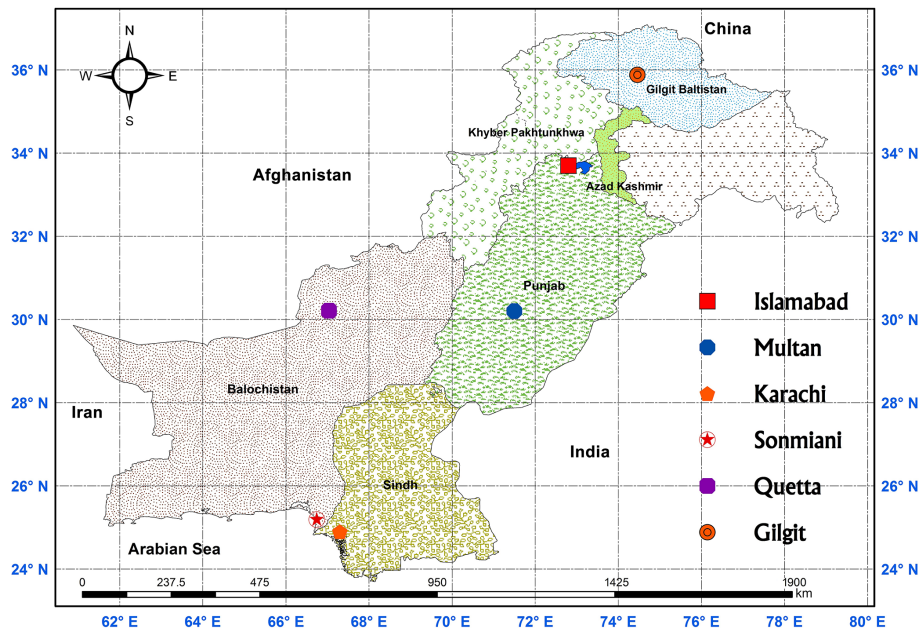 N
W E
S
China
36° N
36° N
Gilgit Baltistan
Khyber Pakhtunkhwa
34° N
34° N
Afghanistan
Azad Kashmir
32° N
32° N
Punjab
Islamabad
30° N
30° N
Multan
Balochistan
Karachi
28° N
28° N
Iran
Sonmiani
India
Sindh
26° N
26° N
Quetta
Gilgit
Arabian Sea
24° N
24° N
0 237.5 475 950 1425 1900
km
62° E 64° E 66° E 68° E 70° E 72° E 74° E 76° E 78° E 80° E